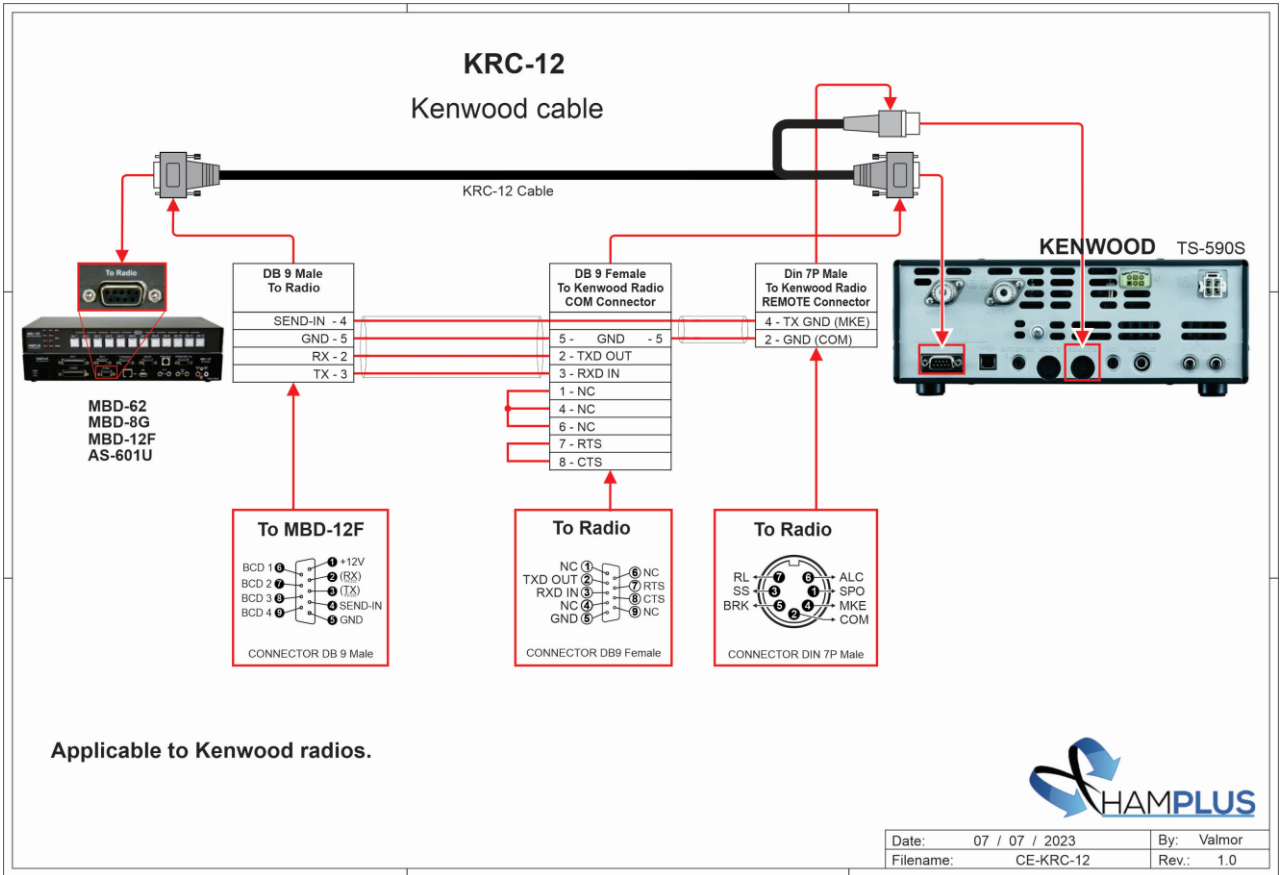 KRC-12
Kenwood cable
KRC-12 Cable
KENWOOD TS-590S
To Radio
MBD-62
MBD-8G
MBD-12F
AS-601U
DB 9 Male
To Radio
SEND-IN - 4
GND - 5
RX - 2
TX - 3
DB 9 Female
To Kenwood Radio
COM Connector
5 - GND - 5
2 - TXD OUT
3 - RXD IN
1 - NC
4 - NC
6 - NC
7 - RTS
8 - CTS
Din 7P Male
To Kenwood Radio
REMOTE Connector
4 - TX GND (MKE)
2 - GND (COM)
To MBD-12F
BCD 1 6
BCD 2 7
BCD 3 8
BCD 4 9
1 +12V
2 (RX)
3 (TX)
4 SEND-IN
5 GND
CONNECTOR DB 9 Male
To Radio
NC 1
TXD OUT 2
RXD IN 3
NC 4
GND 5
6 NC
7 RTS
8 CTS
9 NC
CONNECTOR DB9 Female
To Radio
RL 7
SS 3
BRK 5
6 ALC
1 SPO
4 MKE
2 COM
CONNECTOR DIN 7P Male
Applicable to Kenwood radios.
HAMPLUS
Date: 07 / 07 / 2023 By: Valmor
Filename: CE-KRC-12 Rev.: 1.0